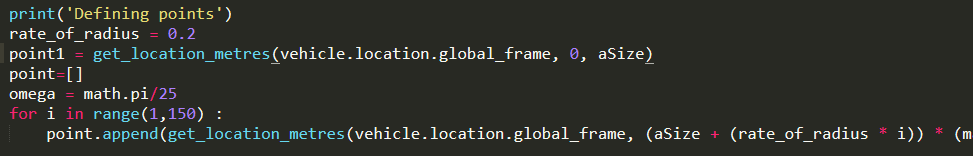 print('Defining points')
rate_of_radius = 0.2
point1 = get_location_metres(vehicle.location.global_frame, 0, aSize)
point=[]
omega = math.pi/25
for i in range(1,150) :
    point.append(get_location_metres(vehicle.location.global_frame, (aSize + (rate_of_radius * i)) * (m